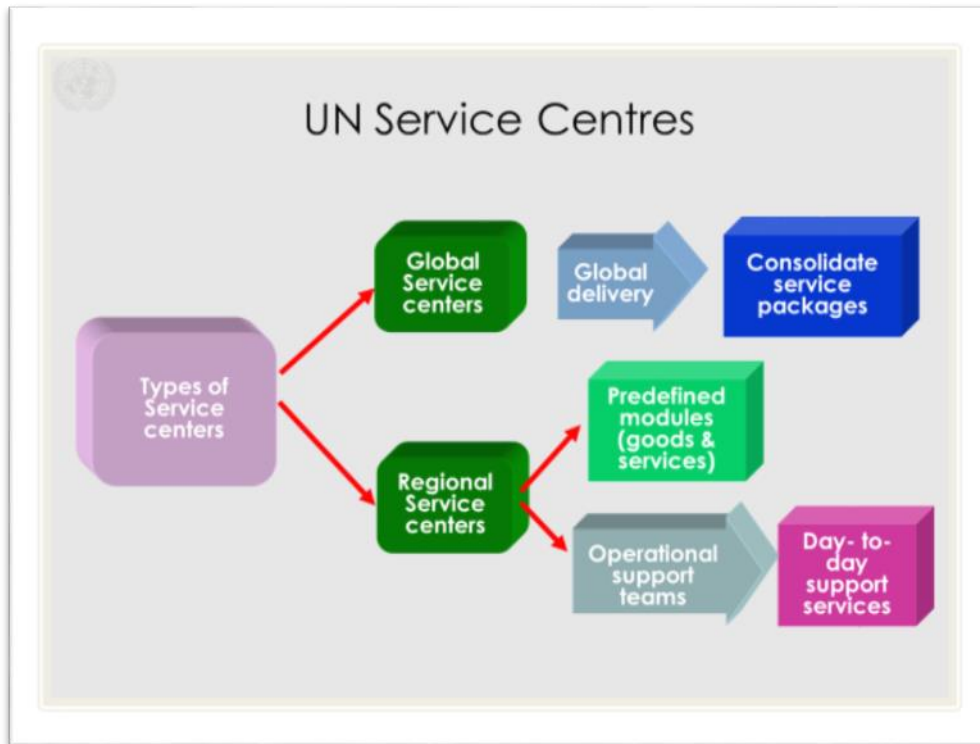 UN Service Centres
Global
Service
centers
Global
delivery
Consolidate
service
packages
Types of
Service
centers
Predefined
modules
(goods &
services)
Regional
Service
centers
Operational
support
teams
Day- to-
day
support
services